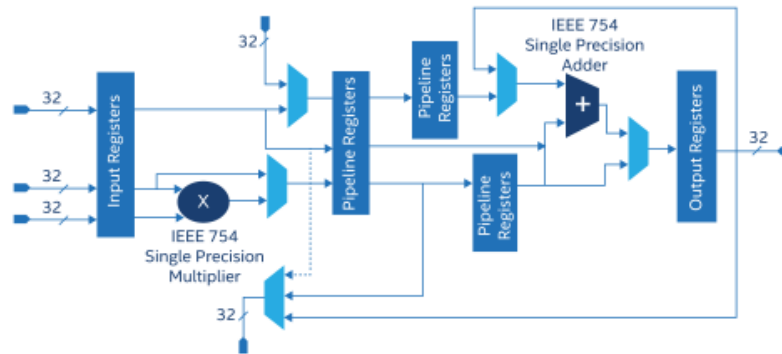 32
IEEE 754
Single Precision
Adder
32
Input Registers
Pipeline Registers
Pipeline
Registers
+
32
32
X
IEEE 754
Single Precision
Multiplier
Pipeline
Registers
Output Registers
32
32